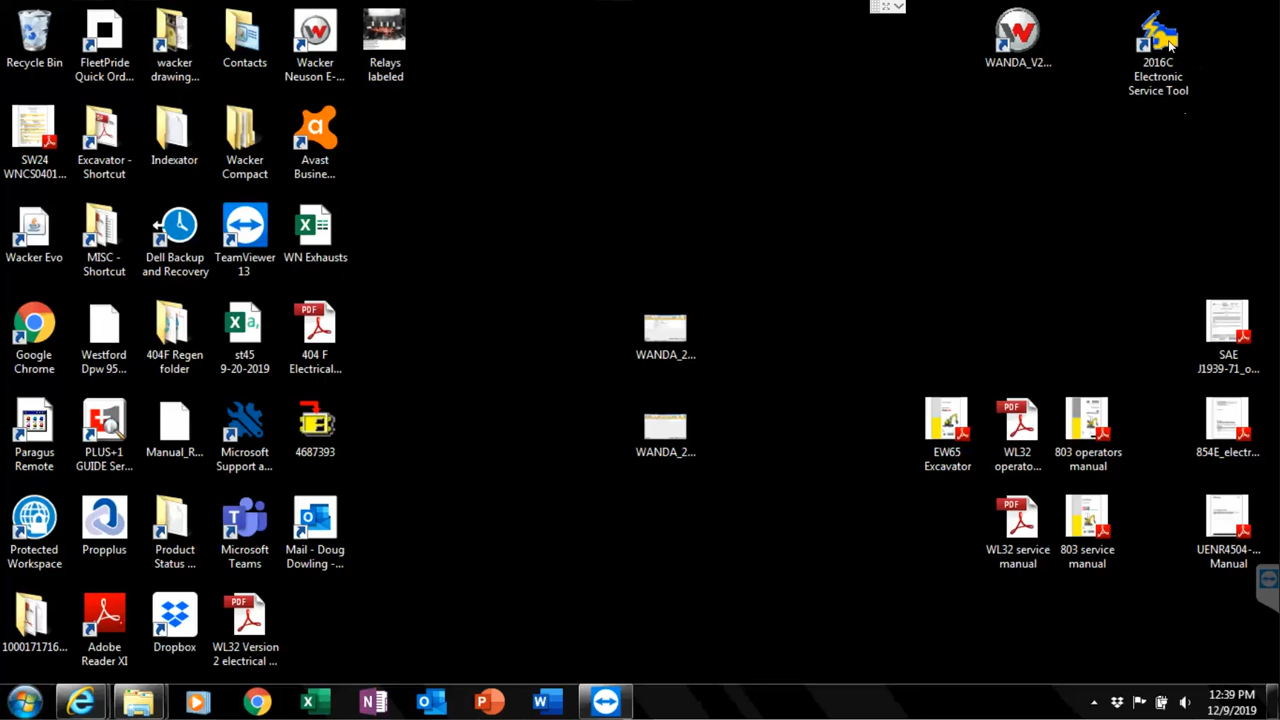 Recycle Bin
FleetPride
Quick Ord...
wacker
drawing...
Contacts
Wacker
Neuson E-...
Relays
labeled
WANDA_V2...
2016C
Electronic
Service Tool
SW24
WNCS0401...
Excavator -
Shortcut
Indexator
Wacker
Compact
Avast
Busine...
Wacker Evo
MISC -
Shortcut
Dell Backup
and Recovery
TeamViewer
13
WN Exhausts
Google
Chrome
Westford
Dpw 95...
404F Regen
folder
st45
9-20-2019
PDF
404 F
Electrical...
WANDA_2...
SAE
J1939-71_o...
Paragus
Remote
PLUS+1
GUIDE Ser...
Manual_R...
Microsoft
Support a...
4687393
WANDA_2...
EW65
Excavator
PDF
WL32
operato...
803 operators
manual
854E_electr...
Protected
Workspace
Propplus
Product
Status ...
Microsoft
Teams
Mail - Doug
Dowling -...
PDF
WL32 service
manual
803 service
manual
UENR4504-...
Manual
1000171716...
Adobe
Reader XI
Dropbox
PDF
WL32 Version
2 electrical ...
12:39 PM
12/9/2019